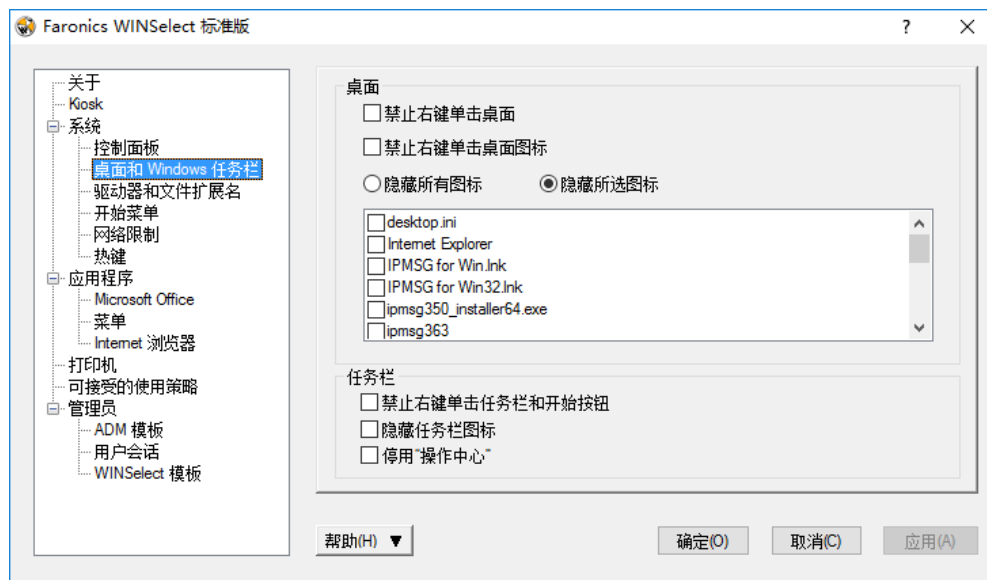 Faronics WINSelect 标准版
关于
Kiosk
系统
控制面板
桌面和 Windows 任务栏
驱动器和文件扩展名
开始菜单
网络限制
热键
应用程序
Microsoft Office
菜单
Internet 浏览器
打印机
可接受的使用策略
管理员
ADM 模板
用户会话
WINSelect 模板
桌面
禁止右键单击桌面
禁止右键单击桌面图标
隐藏所有图标 隐藏所选图标
desktop.ini
Internet Explorer
IPMSG for Win.lnk
IPMSG for Win32.lnk
ipmsg350_installer64.exe
ipmsg363
任务栏
禁止右键单击任务栏和开始按钮
隐藏任务栏图标
停用"操作中心"
帮助(H) ▼ 确定(O) 取消(C) 应用(A)